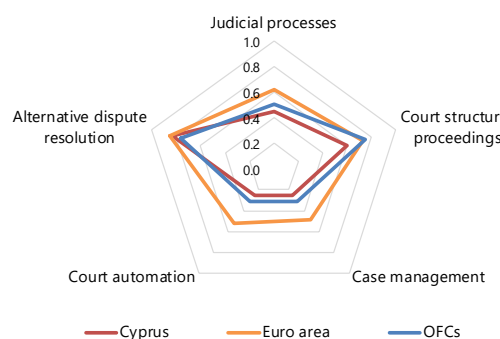 Judicial processes
1.0
0.8
0.6
0.4
0.2
0.0
Alternative dispute
resolution
Court structure
proceedings
Court automation
Case management
Cyprus
Euro area
OFCs